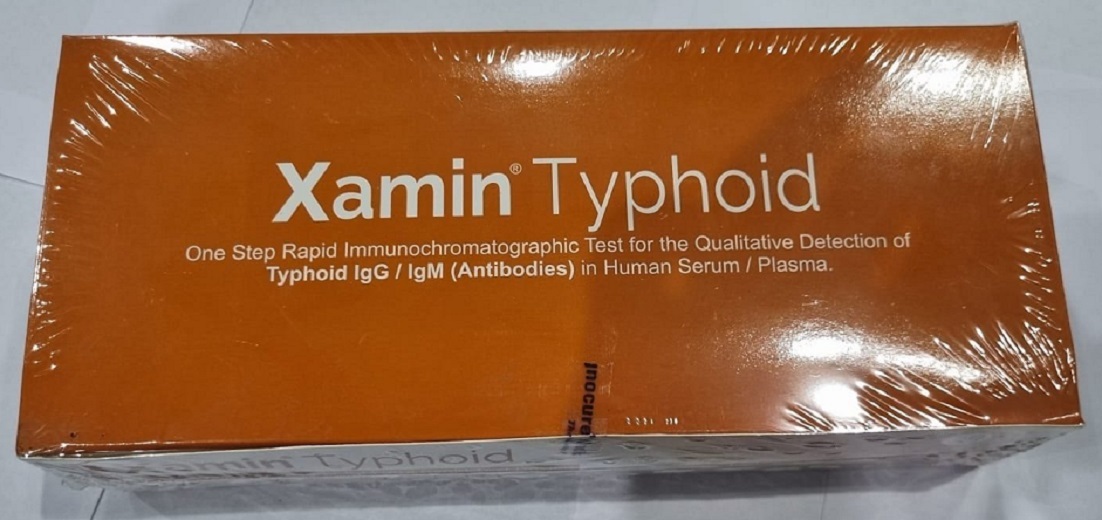 Xamin® Typhoid
One Step Rapid Immunochromatographic Test for the Qualitative Detection of
Typhoid IgG / IgM (Antibodies) in Human Serum / Plasma.
Xamin Typhoid